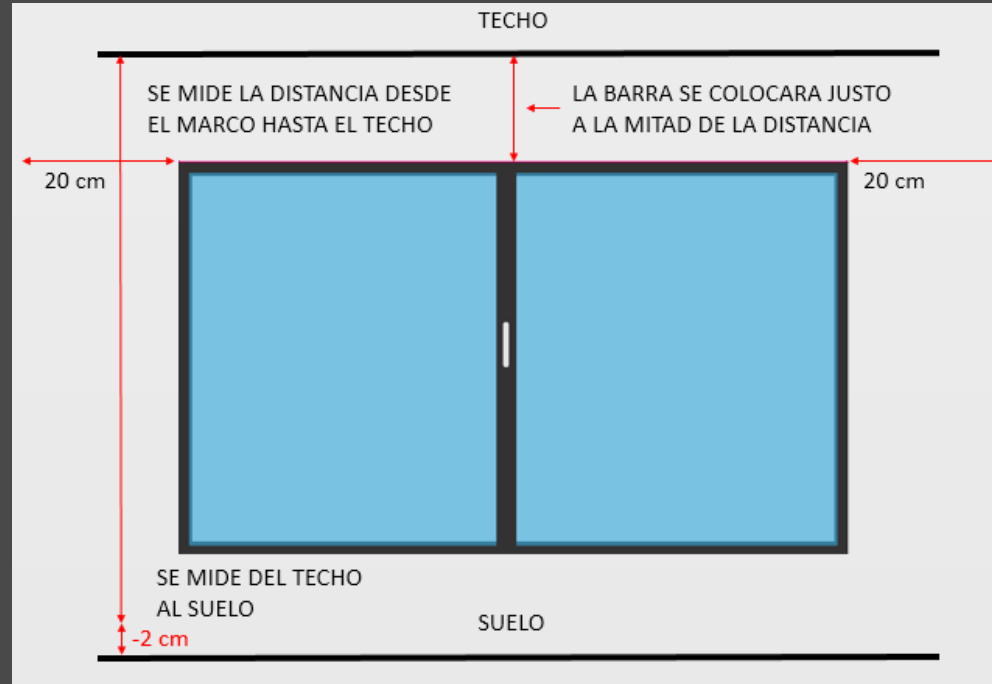 TECHO
SE MIDE LA DISTANCIA DESDE
EL MARCO HASTA EL TECHO
LA BARRA SE COLOCARA JUSTO
A LA MITAD DE LA DISTANCIA
20 cm
20 cm
SE MIDE DEL TECHO
AL SUELO
SUELO
-2 cm